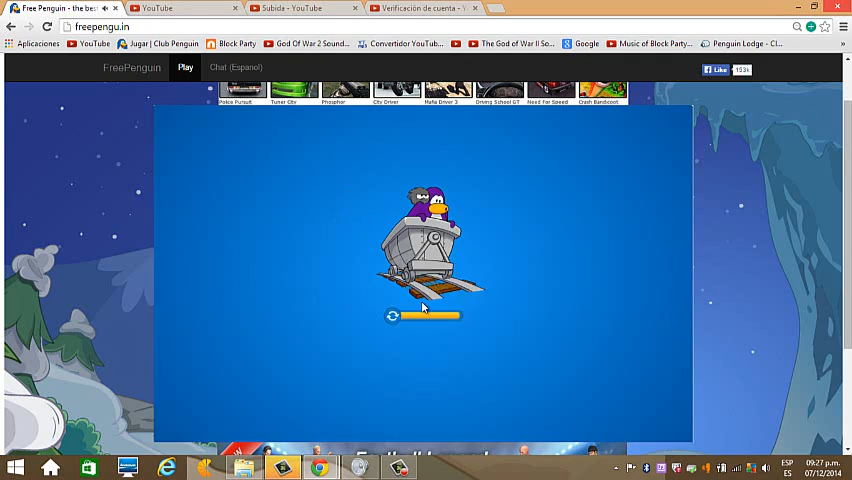 Free Penguin - the best
YouTube
Subida - YouTube
Verificación de cuenta - Y
freepengu.in
Aplicaciones
YouTube
Jugar | Club Penguin
Block Party
God Of War 2 Sound...
Convertidor YouTub...
The God of War II So...
Google
Music of Block Party...
Penguin Lodge - Cl...
FreePenguin
Play
Chat (Espanol)
Like
153k
Police Pursuit
Tuner City
Phosphor
City Driver
Mafia Driver 3
Driving School GT
Need For Speed
Crash Bandicoot
ESP
09:27 p.m.
ES
07/12/2014